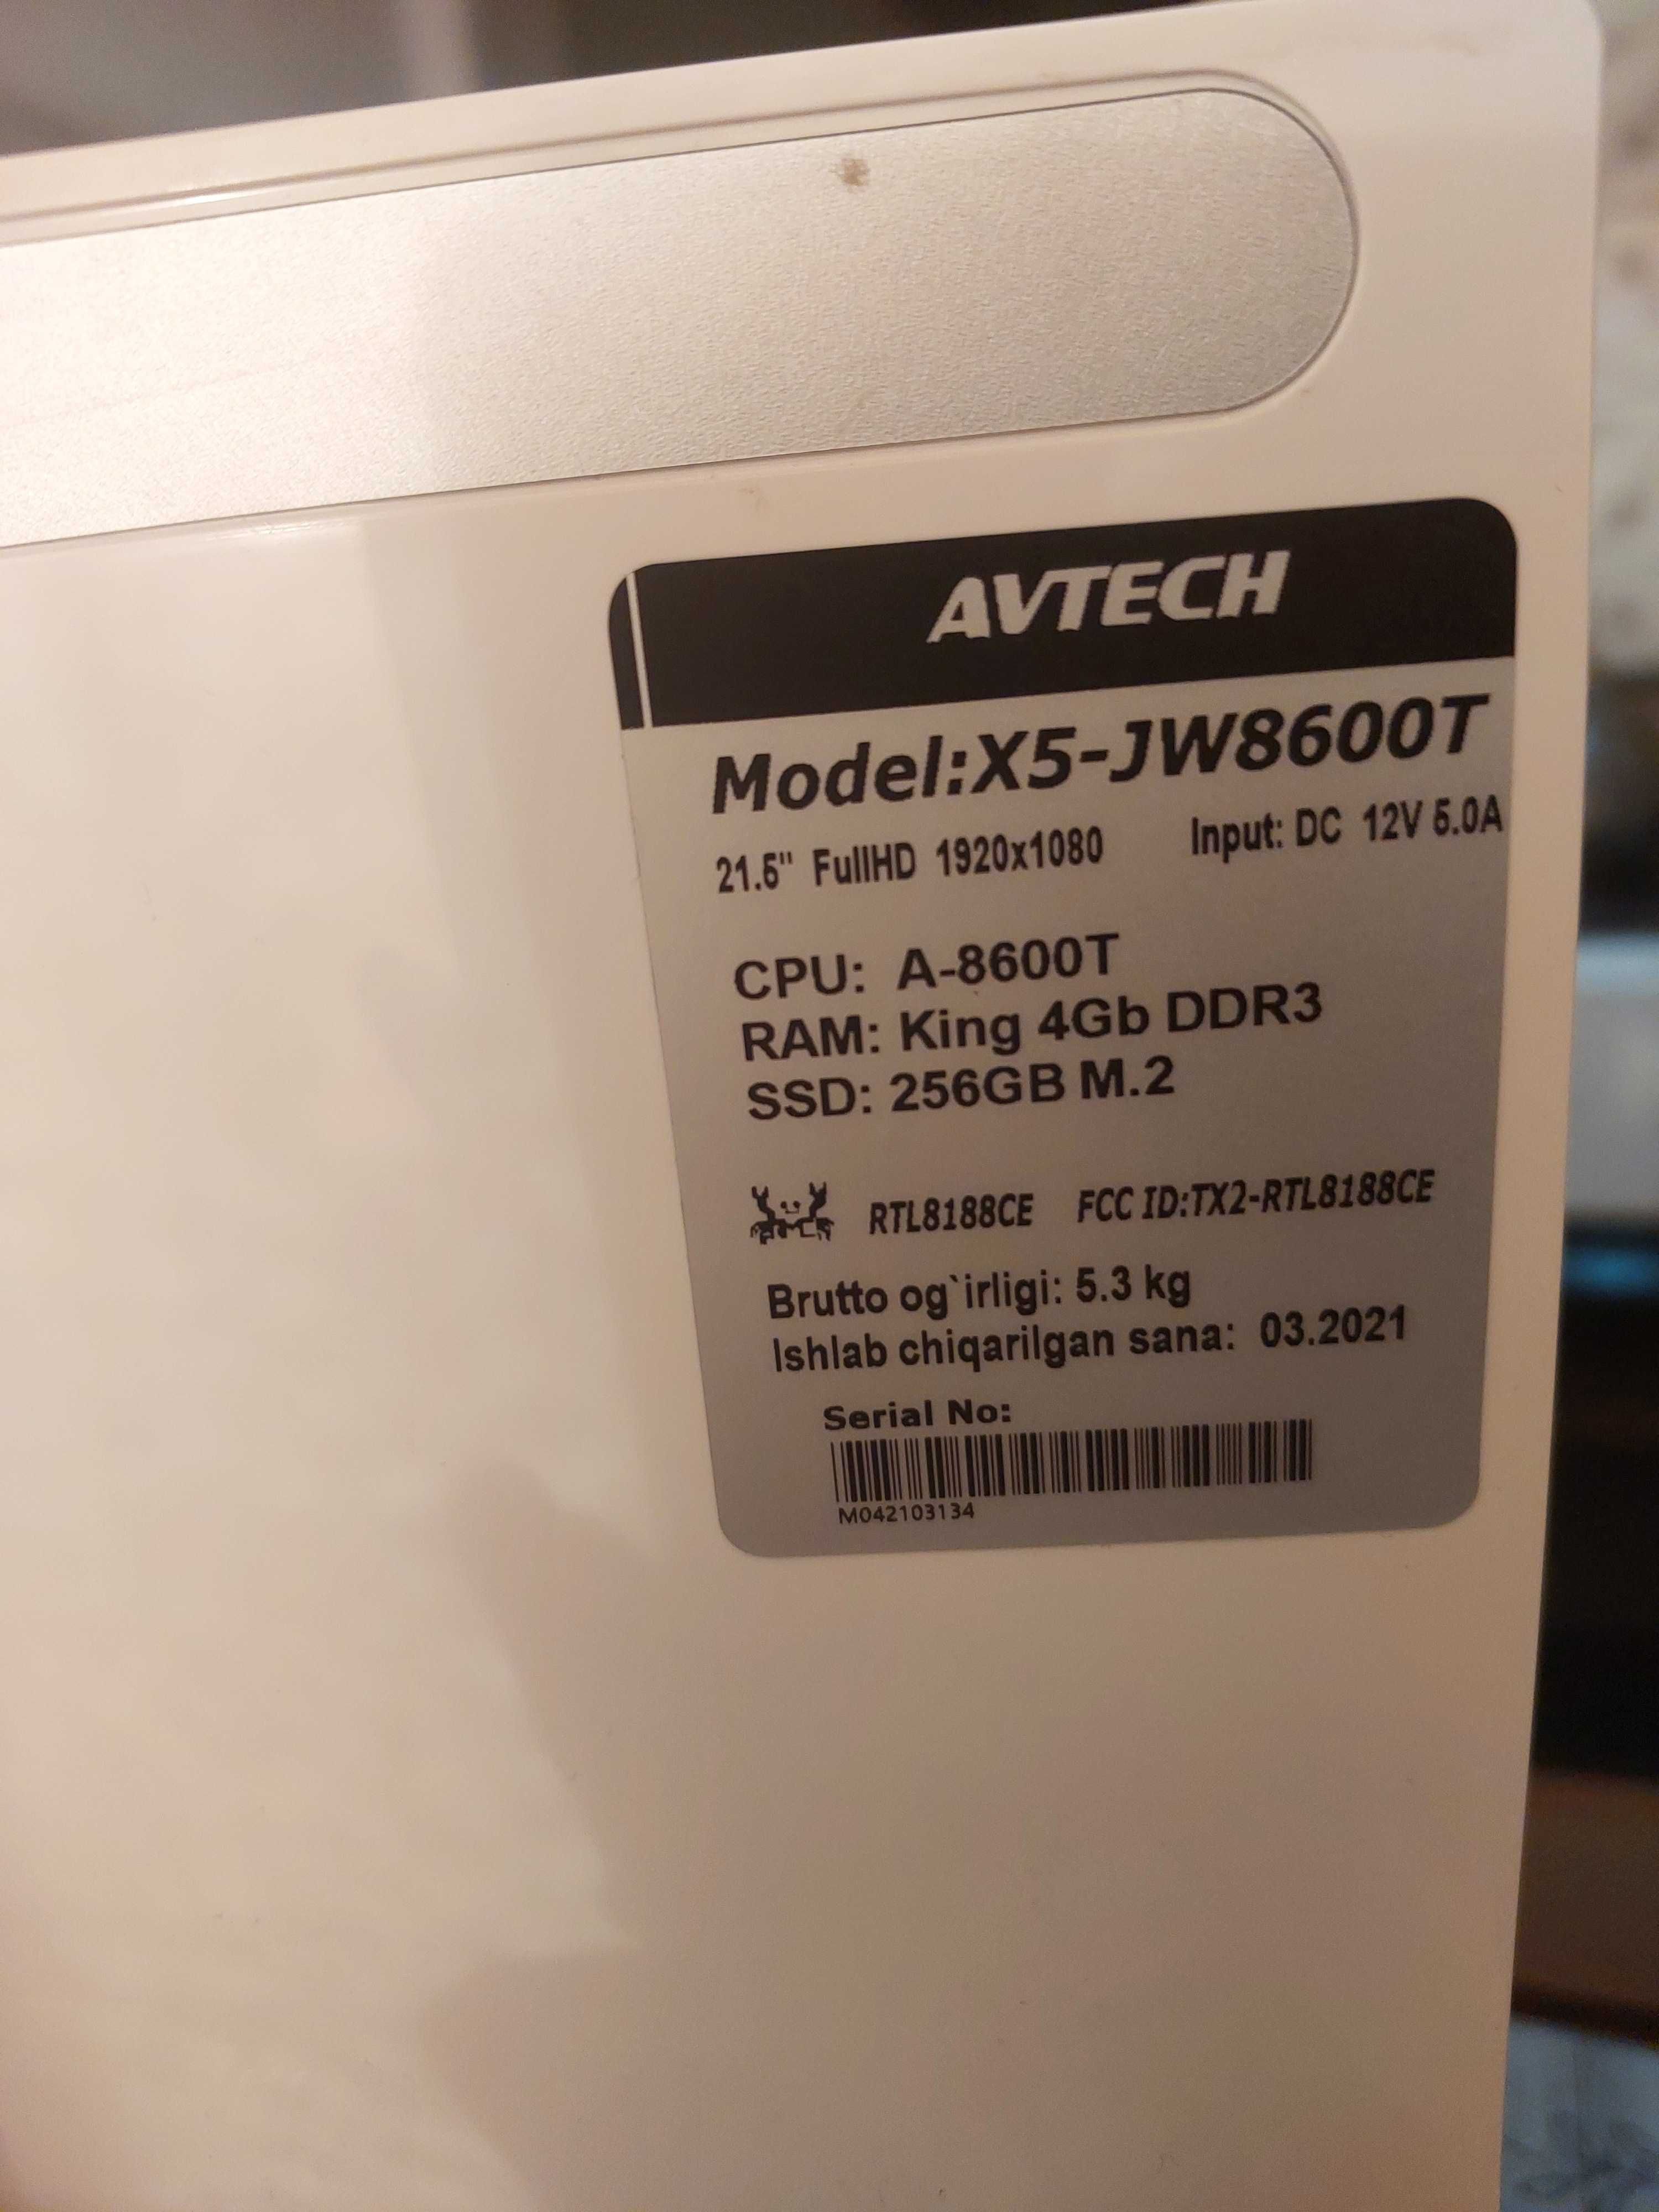 AVTECH
Model:X5-JW8600T
21.5" FullHD 1920x1080 Input: DC 12V 5.0A
CPU: A-8600T
RAM: King 4Gb DDR3
SSD: 256GB M.2
RTL8188CE FCC ID:TX2-RTL8188CE
Brutto og`irligi: 5.3 kg
Ishlab chiqarilgan sana: 03.2021
Serial No:
M042103134